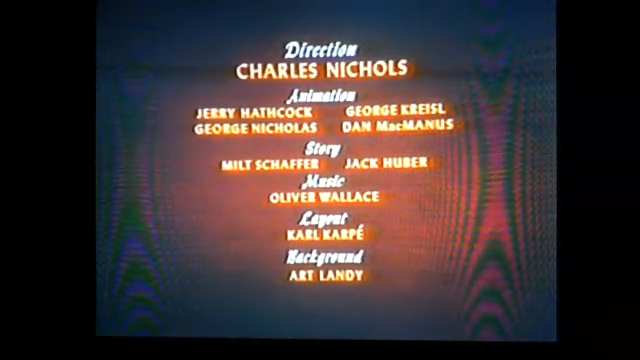 Direction
CHARLES NICHOLS
Animation
JERRY HATHCOCK GEORGE KREISL
GEORGE NICHOLAS DAN MacMANUS
Story
MILT SCHAFFER JACK HUBER
Music
OLIVER WALLACE
Layout
KARL KARPÉ
Background
ART LANDY